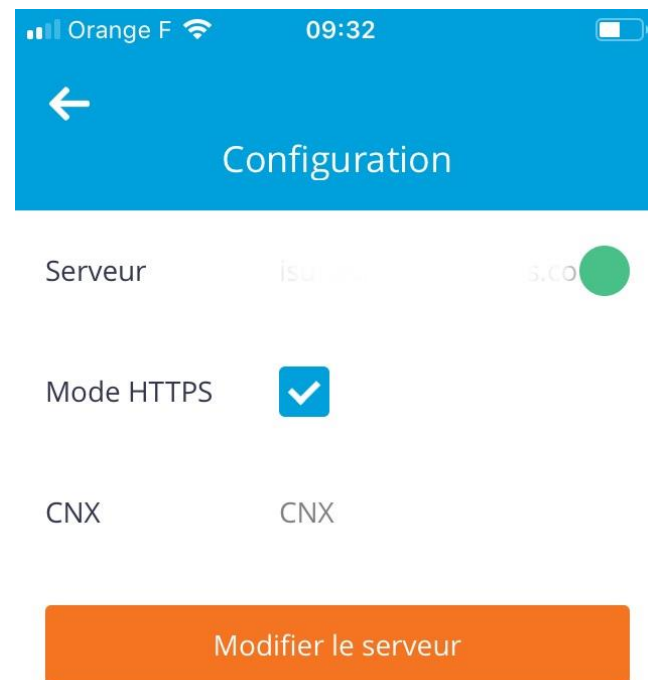 Orange F 09:32
Configuration
Serveur
Mode HTTPS
CNX CNX
Modifier le serveur